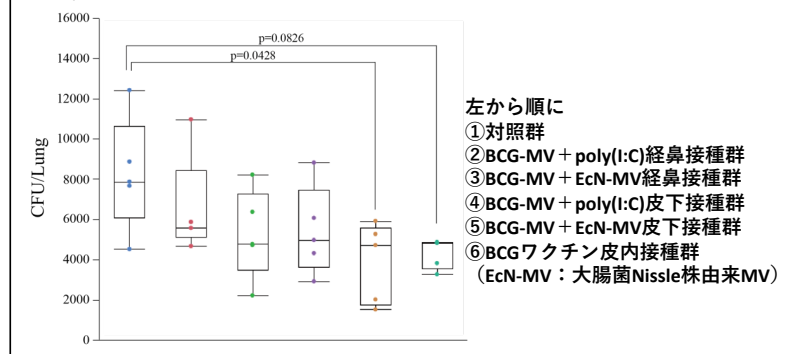 16000
14000
12000
10000
8000
6000
4000
2000
0
CFU/Lung
p=0.0826
p=0.0428
左から順に
①対照群
②BCG-MV＋poly(I:C)経鼻接種群
③BCG-MV＋EcN-MV経鼻接種群
④BCG-MV＋poly(I:C)皮下接種群
⑤BCG-MV＋EcN-MV皮下接種群
⑥BCGワクチン皮内接種群
（EcN-MV：大腸菌Nissle株由来MV）